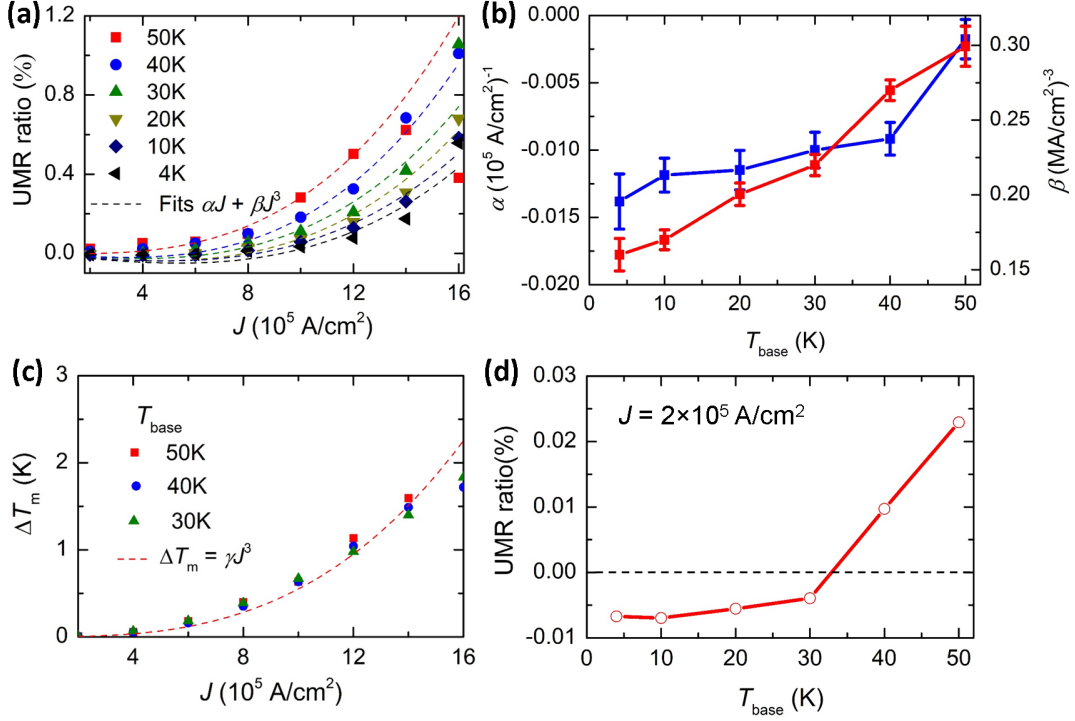 (a)
1.2
0.8
0.4
0.0
UMR ratio (%)
50K
40K
30K
20K
10K
4K
Fits αJ + βJ³
4
8
12
16
J (10⁵ A/cm²)
(b)
0.000
-0.005
-0.010
-0.015
-0.020
α (10⁵ A/cm²)⁻¹
0.30
0.25
0.20
0.15
β (MA/cm²)⁻³
0
10
20
30
40
50
T_base (K)
(c)
3
2
1
0
ΔT_m (K)
T_base
50K
40K
30K
ΔT_m = γJ³
4
8
12
16
J (10⁵ A/cm²)
(d)
0.03
0.02
0.01
0.00
-0.01
UMR ratio(%)
J = 2×10⁵ A/cm²
0
10
20
30
40
50
T_base (K)